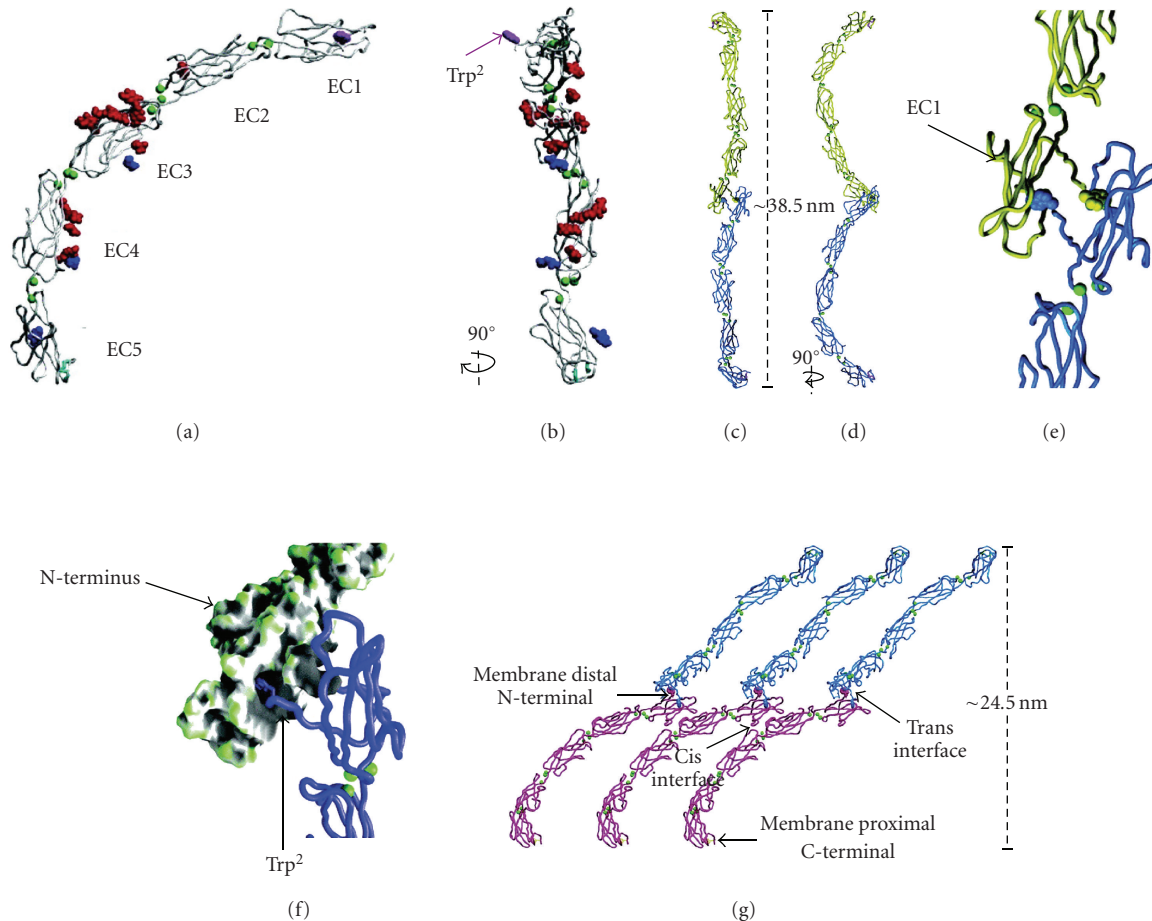 EC1
EC2
EC3
EC4
EC5
(a)
Trp²
90°
(b)
~38.5 nm
(c)
90°
(d)
EC1
(e)
N-terminus
Trp²
(f)
Membrane distal
N-terminal
Cis
interface
Trans
interface
Membrane proximal
C-terminal
~24.5 nm
(g)